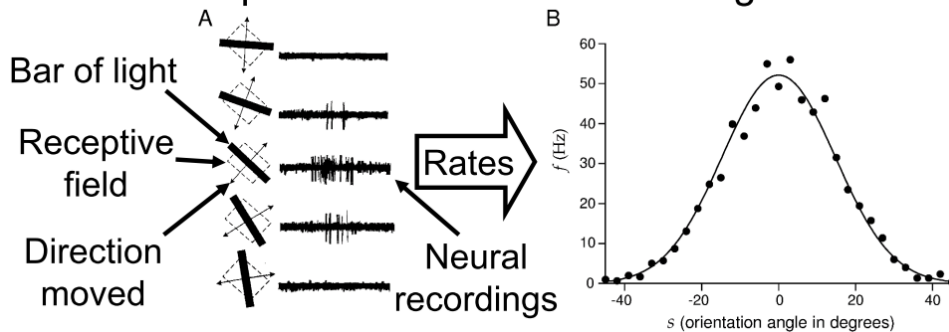 A
Bar of light
Receptive
field
Direction
moved
Rates
Neural
recordings
B
60
50
40
30
20
10
0
f (Hz)
-40
-20
0
20
40
s (orientation angle in degrees)